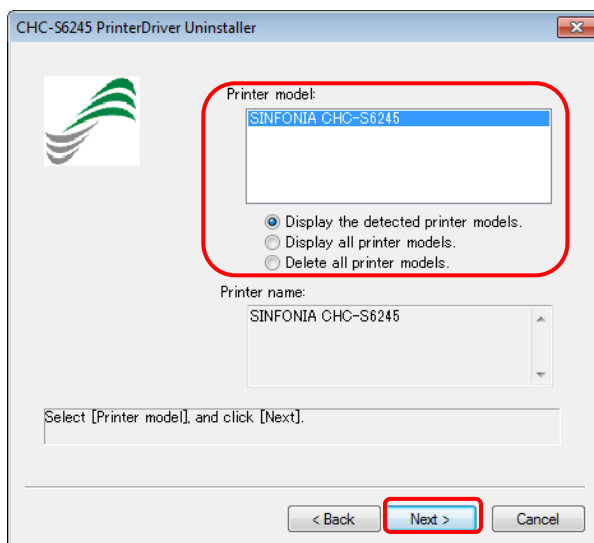 CHC-S6245 PrinterDriver Uninstaller
Printer model:
SINFONIA CHC-S6245
Display the detected printer models.
Display all printer models.
Delete all printer models.
Printer name:
SINFONIA CHC-S6245
Select [Printer model], and click [Next].
< Back Next > Cancel